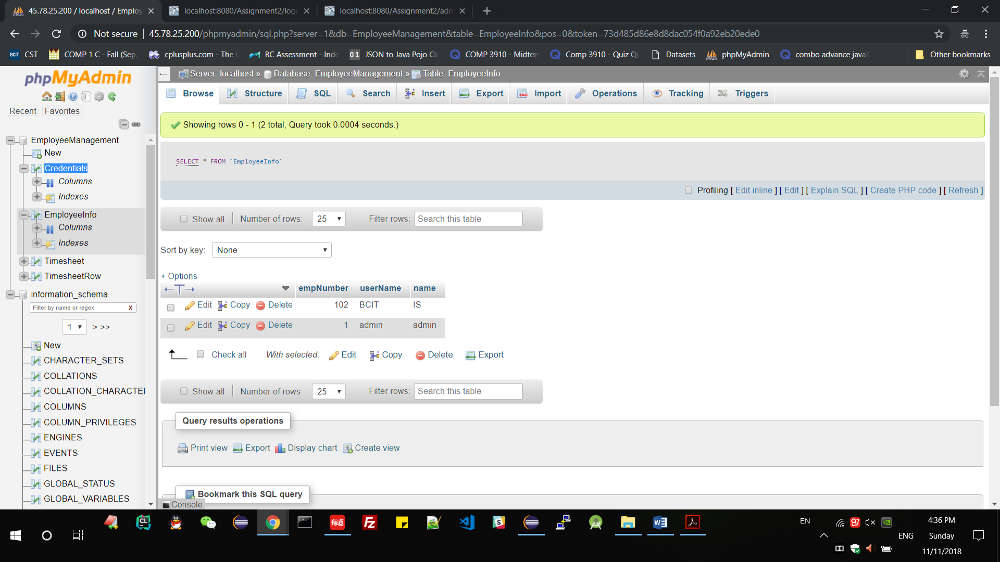 45.78.25.200 / localhost / Employ
localhost:8080/Assignment2/logi
localhost:8080/Assignment2/adm
Not secure
45.78.25.200/phpmyadmin/sql.php?server=1&db=EmployeeManagement&table=EmployeeInfo&pos=0&token=73d485d86e8d8dac054f0a92eb20ede0
BCIT CST
COMP 1 C - Fall (Sep
cplusplus.com - The C
BC Assessment - Inde
01 JSON to Java Pojo Cla
COMP 3910 - Midterm
Comp 3910 - Quiz Qu
Datasets
phpMyAdmin
combo advance java1
Other bookmarks
phpMyAdmin
Recent Favorites
EmployeeManagement
New
Credentials
Columns
Indexes
EmployeeInfo
Columns
Indexes
Timesheet
TimesheetRow
information_schema
Filter by name or regex X
1 > >>
New
CHARACTER_SETS
COLLATIONS
COLLATION_CHARACTER
COLUMNS
COLUMN_PRIVILEGES
ENGINES
EVENTS
FILES
GLOBAL_STATUS
GLOBAL_VARIABLES
Server: localhost » Database: EmployeeManagement » Table: EmployeeInfo
Browse Structure SQL Search Insert Export Import Operations Tracking Triggers
Showing rows 0 - 1 (2 total, Query took 0.0004 seconds.)
SELECT * FROM `EmployeeInfo`
Profiling [ Edit inline ] [ Edit ] [ Explain SQL ] [ Create PHP code ] [ Refresh ]
Show all Number of rows: 25 Filter rows: Search this table
Sort by key: None
+ Options
empNumber userName name
Edit Copy Delete 102 BCIT IS
Edit Copy Delete 1 admin admin
Check all With selected: Edit Copy Delete Export
Show all Number of rows: 25 Filter rows: Search this table
Query results operations
Print view Export Display chart Create view
Bookmark this SQL query
Console
CL
有道
Fz
EN
ENG
4:36 PM
Sunday
11/11/2018